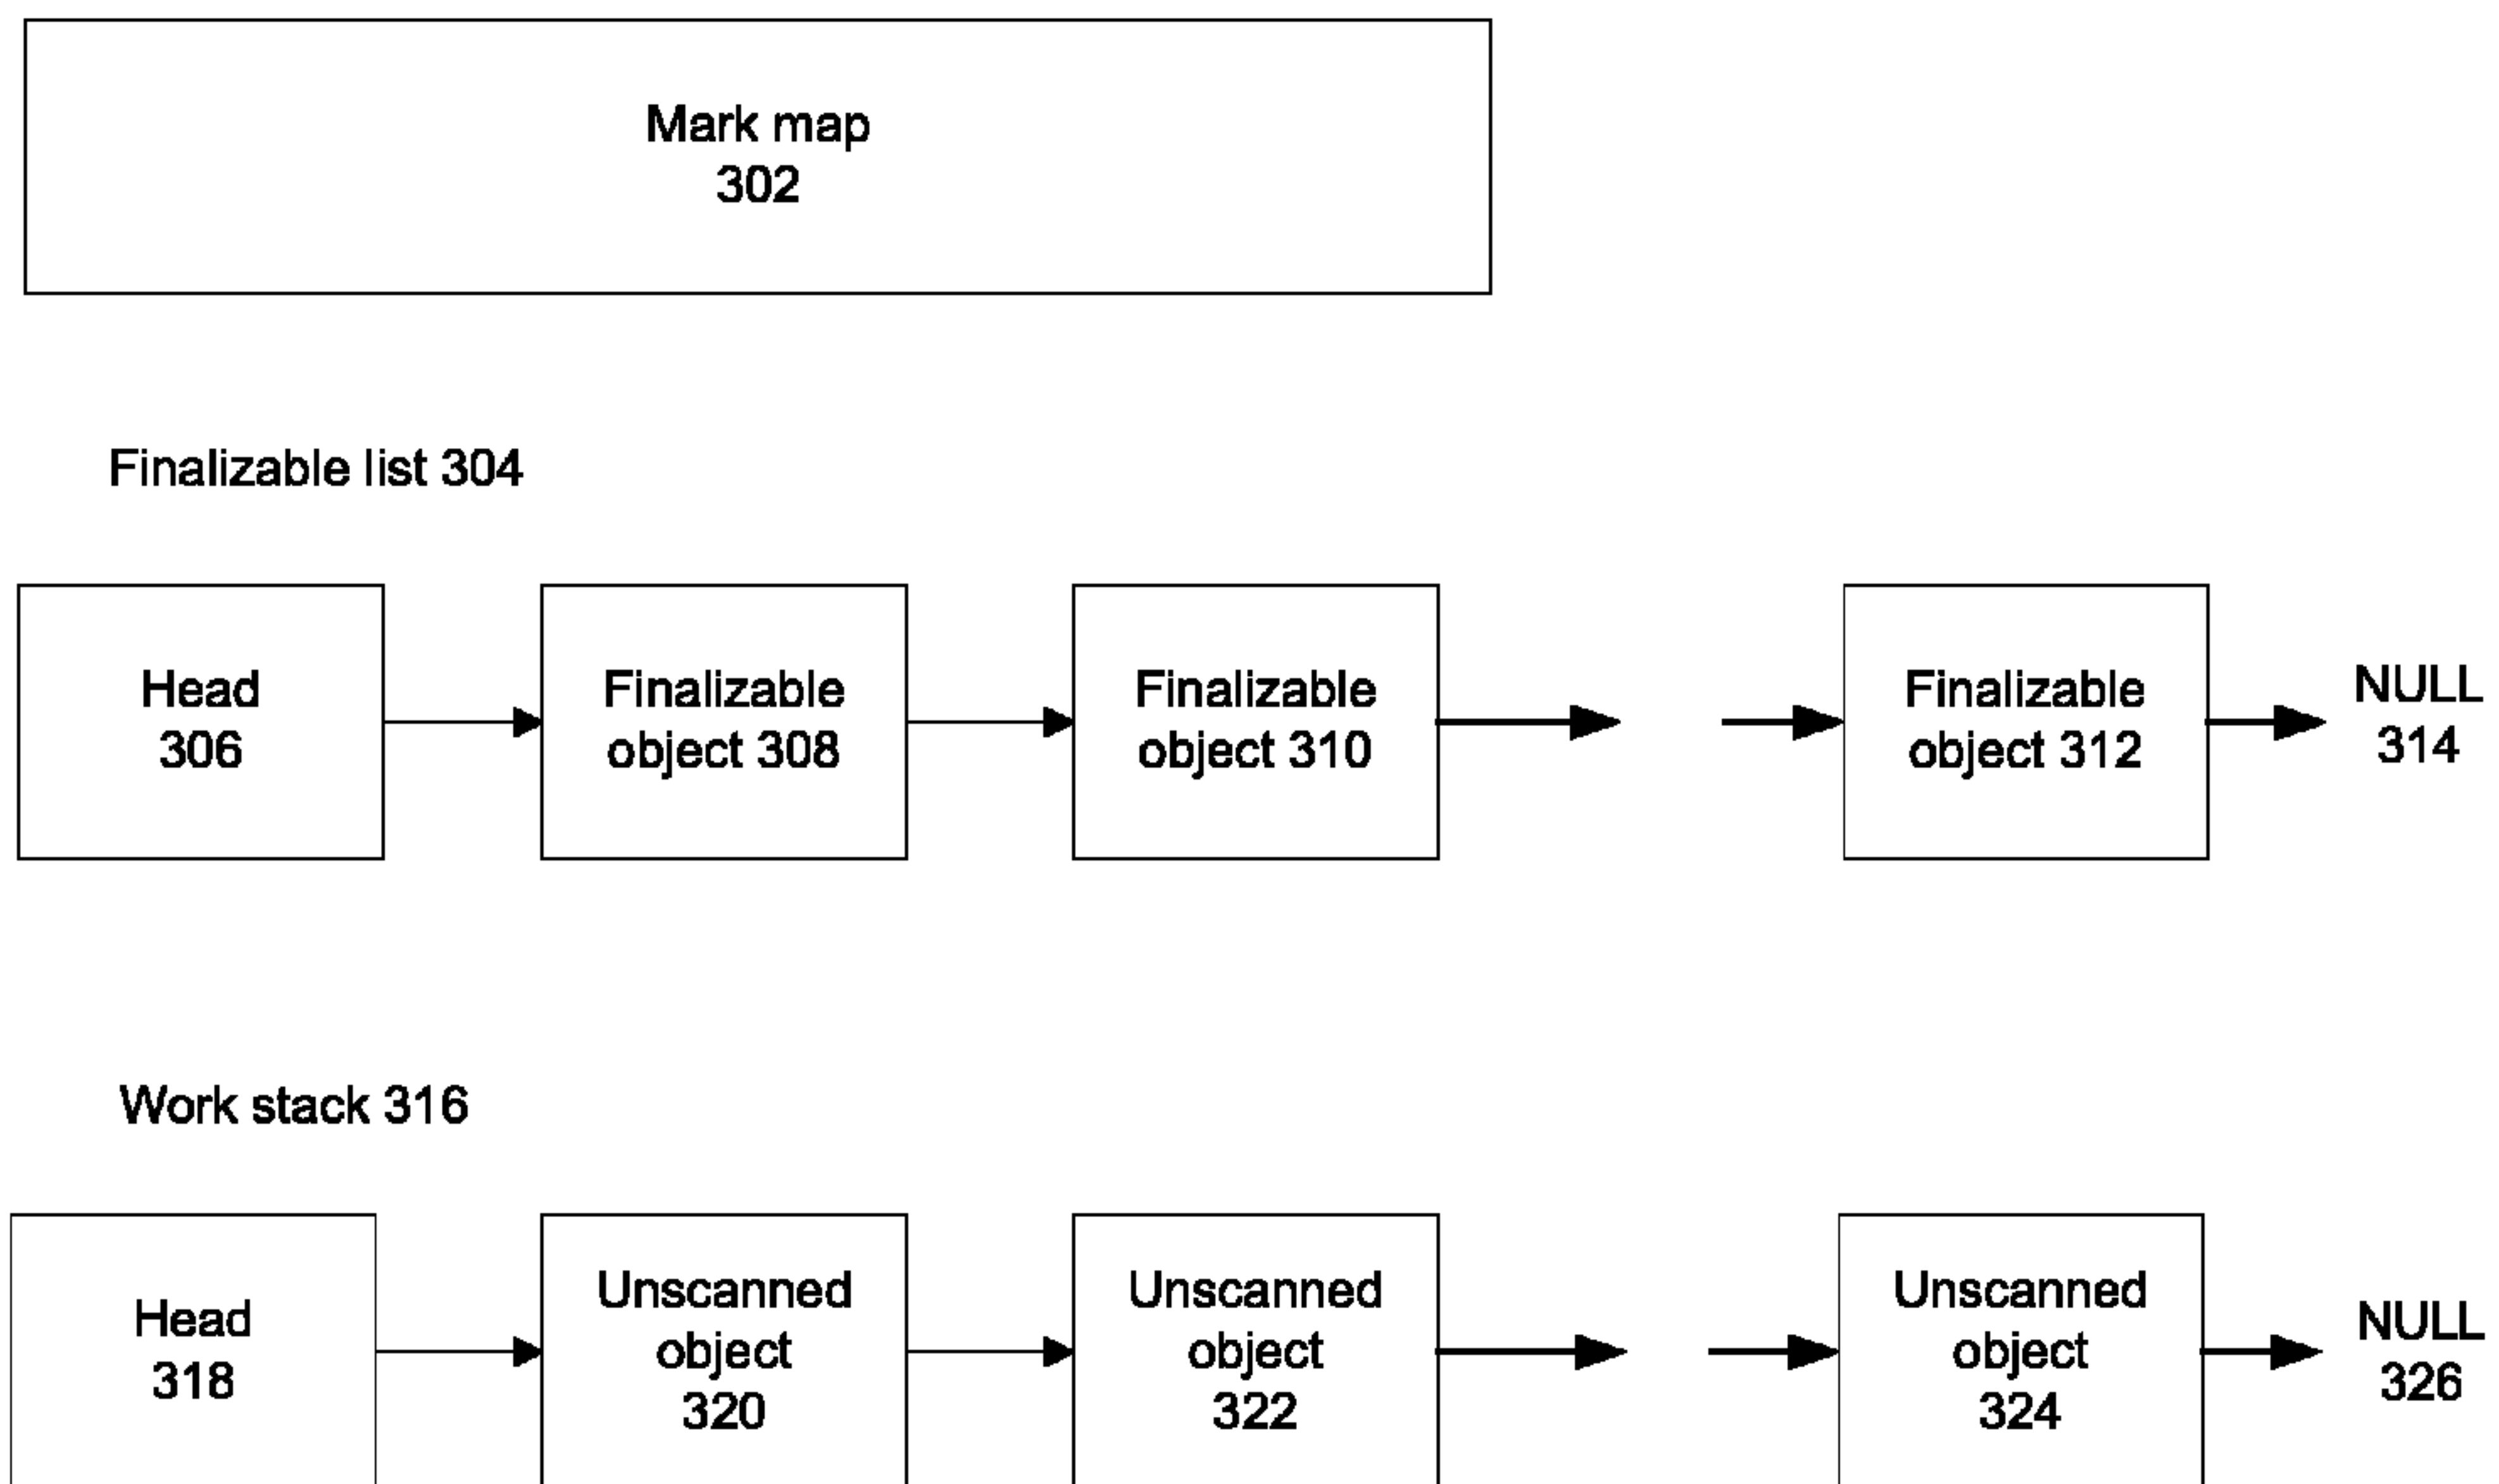 Mark map
302
Finalizable list 304
Head
306
Finalizable
object 308
Finalizable
object 310
Finalizable
object 312
NULL
314
Work stack 316
Head
318
Unscanned
object
320
Unscanned
object
322
Unscanned
object
324
NULL
326